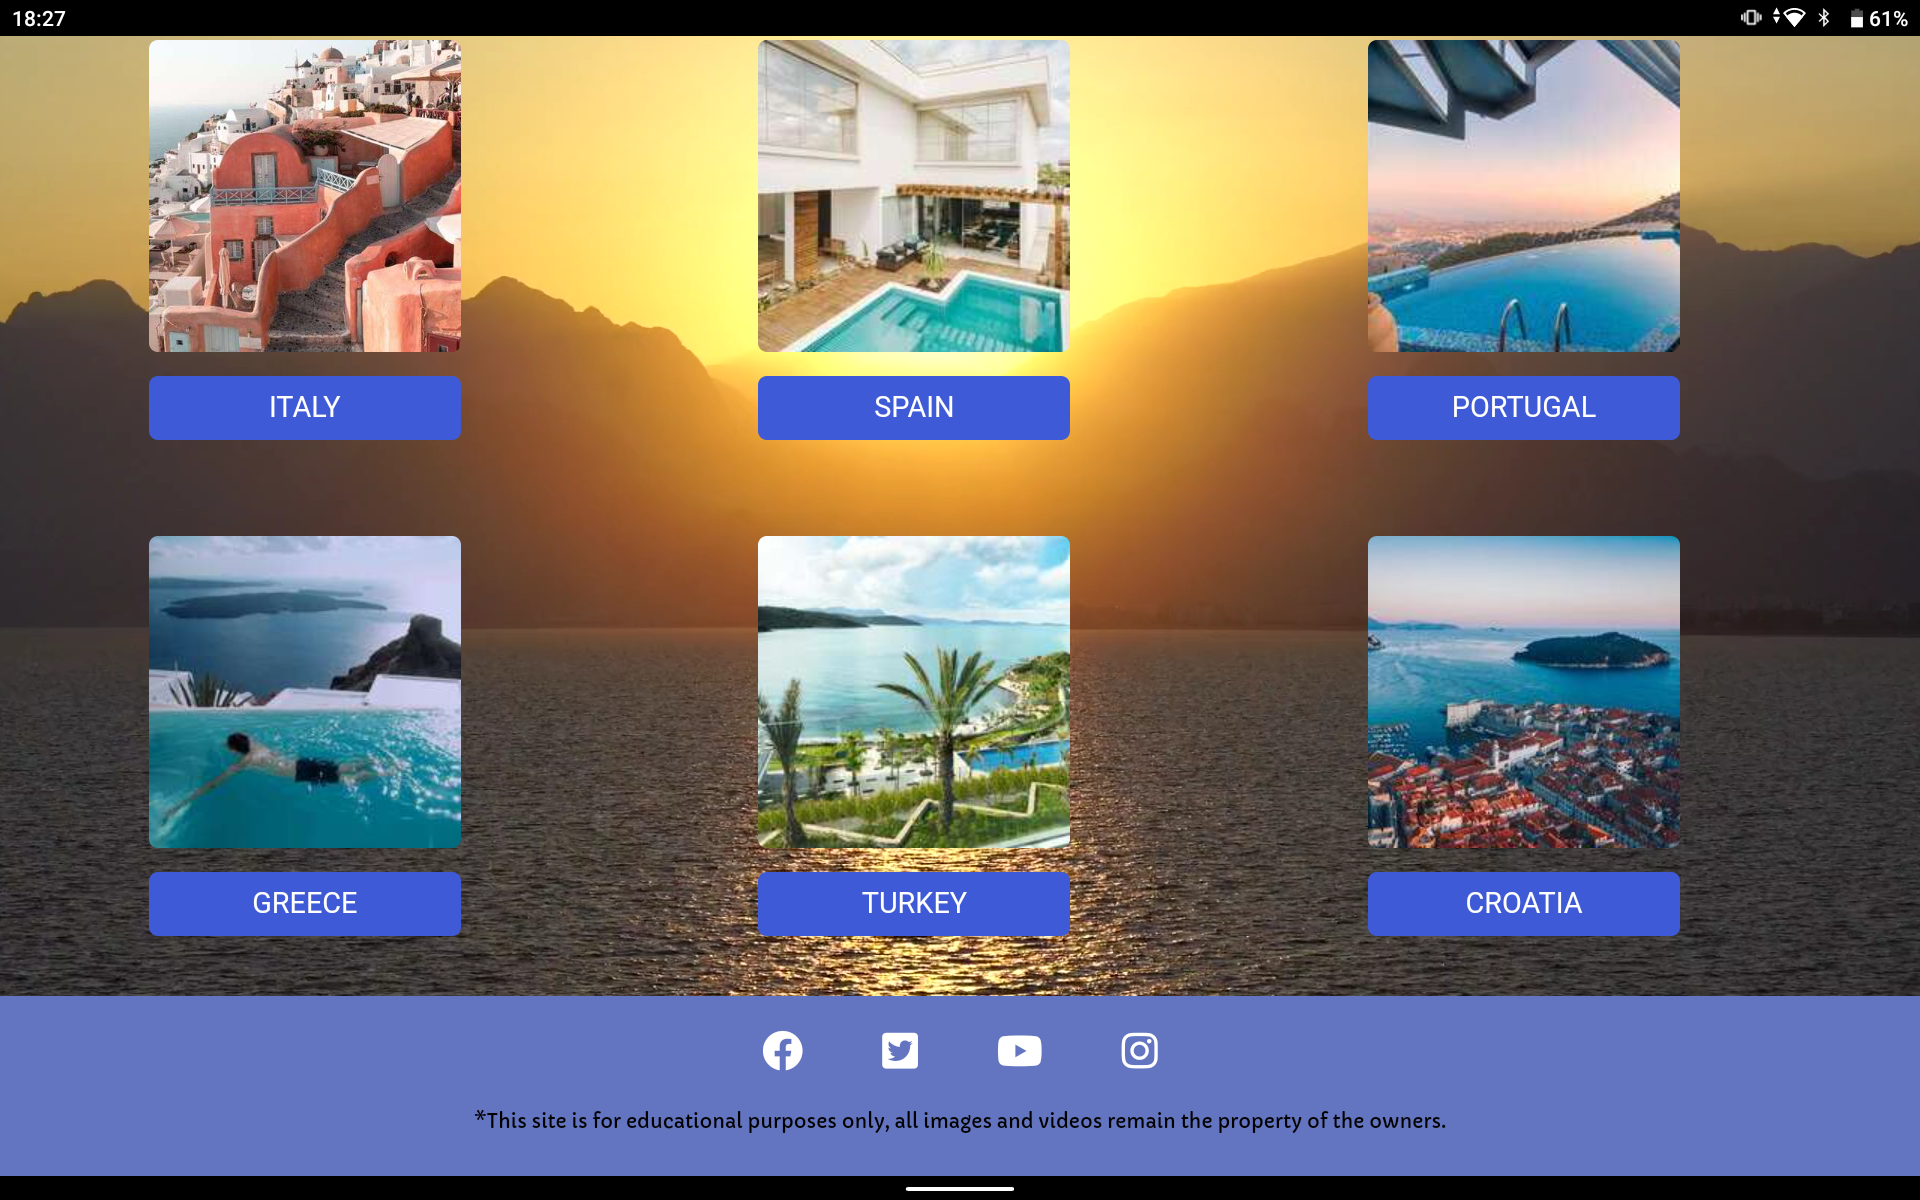 18:27
61%
ITALY
SPAIN
PORTUGAL
GREECE
TURKEY
CROATIA
*This site is for educational purposes only, all images and videos remain the property of the owners.